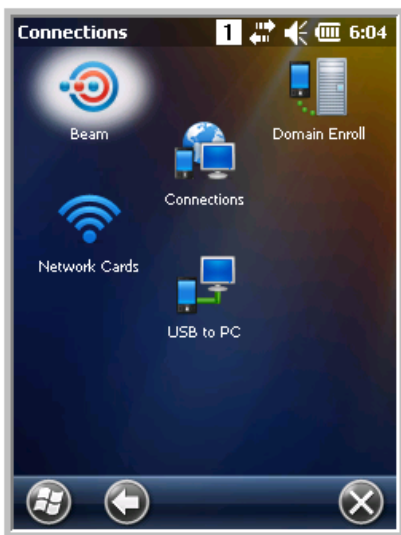 Connections 1 6:04
Beam
Domain Enroll
Connections
Network Cards
USB to PC